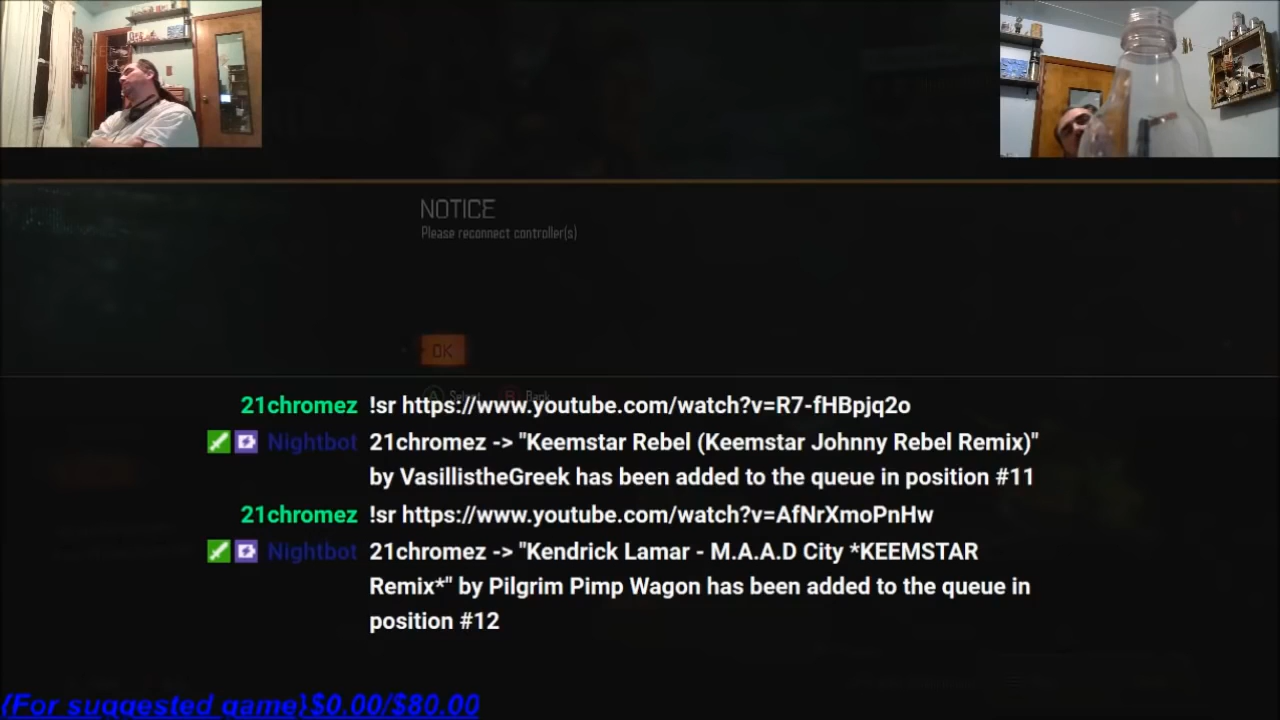 NOTICE
Please reconnect controller(s)
OK
Select Back
21chromez !sr https://www.youtube.com/watch?v=R7-fHBpjq2o
Nightbot 21chromez -> "Keemstar Rebel (Keemstar Johnny Rebel Remix)"
by VasillistheGreek has been added to the queue in position #11
21chromez !sr https://www.youtube.com/watch?v=AfNrXmoPnHw
Nightbot 21chromez -> "Kendrick Lamar - M.A.A.D City *KEEMSTAR
Remix*" by Pilgrim Pimp Wagon has been added to the queue in
position #12
{For suggested game}$0.00/$80.00